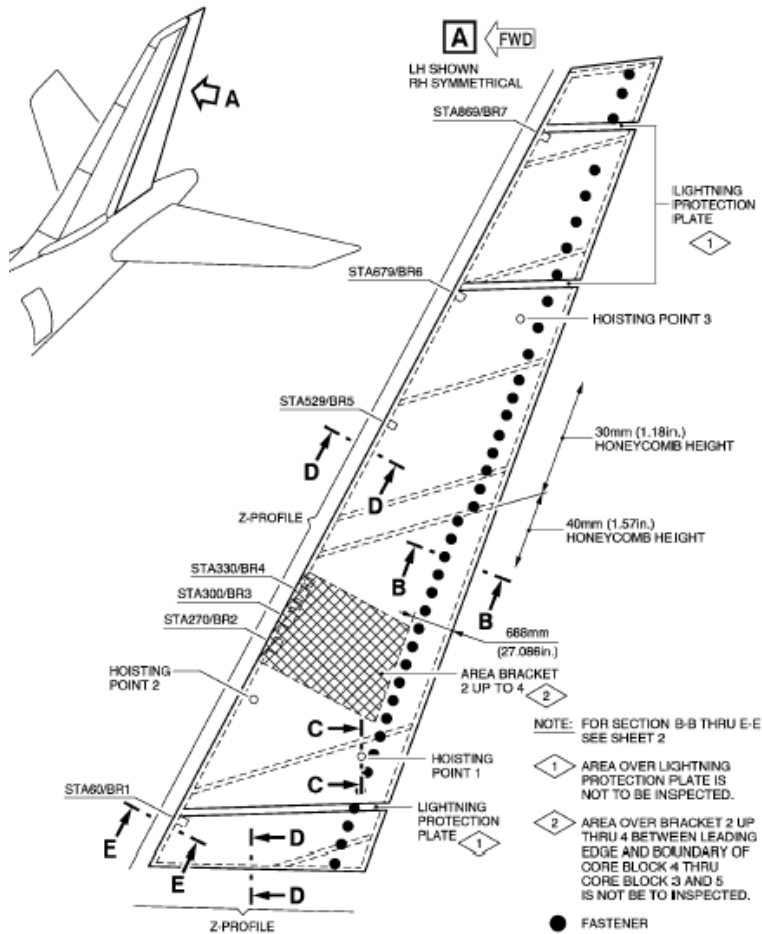 A
FWD
LH SHOWN
RH SYMMETRICAL
A
STA869/BR7
LIGHTNING
PROTECTION
PLATE
1
STA679/BR6
HOISTING POINT 3
STA529/BR5
D
D
30mm (1.18in.)
HONEYCOMB HEIGHT
Z-PROFILE
40mm (1.57in.)
HONEYCOMB HEIGHT
STA330/BR4
B
B
STA300/BR3
STA270/BR2
688mm
(27.086in.)
HOISTING
POINT 2
AREA BRACKET
2 UP TO 4
2
C
C
HOISTING
POINT 1
STA60/BR1
LIGHTNING
PROTECTION
PLATE
1
E
E
D
D
Z-PROFILE
NOTE: FOR SECTION B-B THRU E-E
SEE SHEET 2
1 AREA OVER LIGHTNING
PROTECTION PLATE IS
NOT TO BE INSPECTED.
2 AREA OVER BRACKET 2 UP
THRU 4 BETWEEN LEADING
EDGE AND BOUNDARY OF
CORE BLOCK 4 THRU
CORE BLOCK 3 AND 5
IS NOT BE TO INSPECTED.
FASTENER